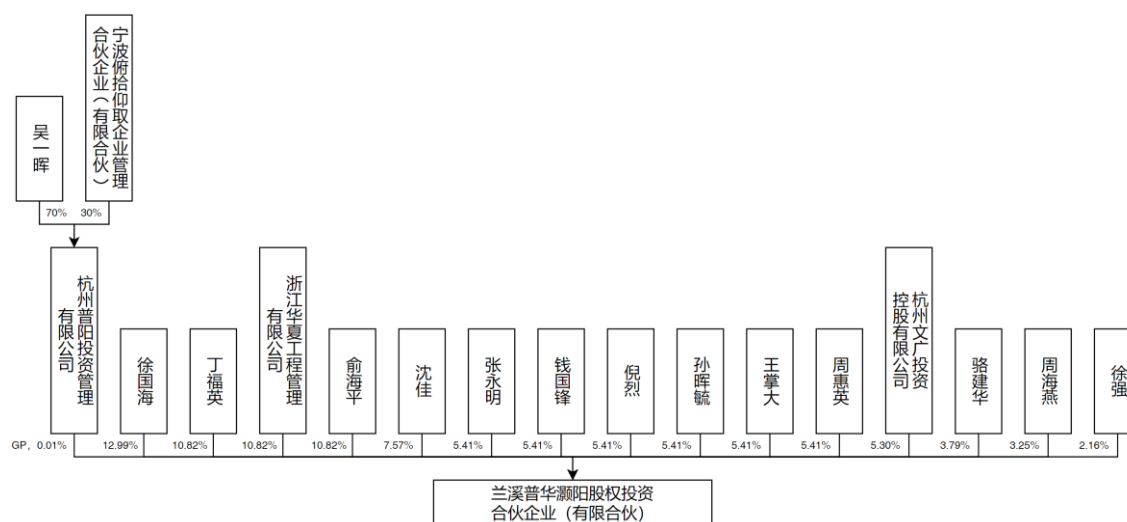 宁波俯拾仰取企业管理
合伙企业（有限合伙）
吴一晖
70%
30%
杭州普阳投资管理
有限公司
徐国海
丁福英
浙江华夏工程管理
有限公司
俞海平
沈佳
张永明
钱国锋
倪烈
孙晖毓
王掌大
周惠英
杭州文广投资
控股有限公司
骆建华
周海燕
徐强
GP，0.01%
12.99%
10.82%
10.82%
10.82%
7.57%
5.41%
5.41%
5.41%
5.41%
5.41%
5.41%
5.30%
3.79%
3.25%
2.16%
兰溪普华灏阳股权投资
合伙企业（有限合伙）